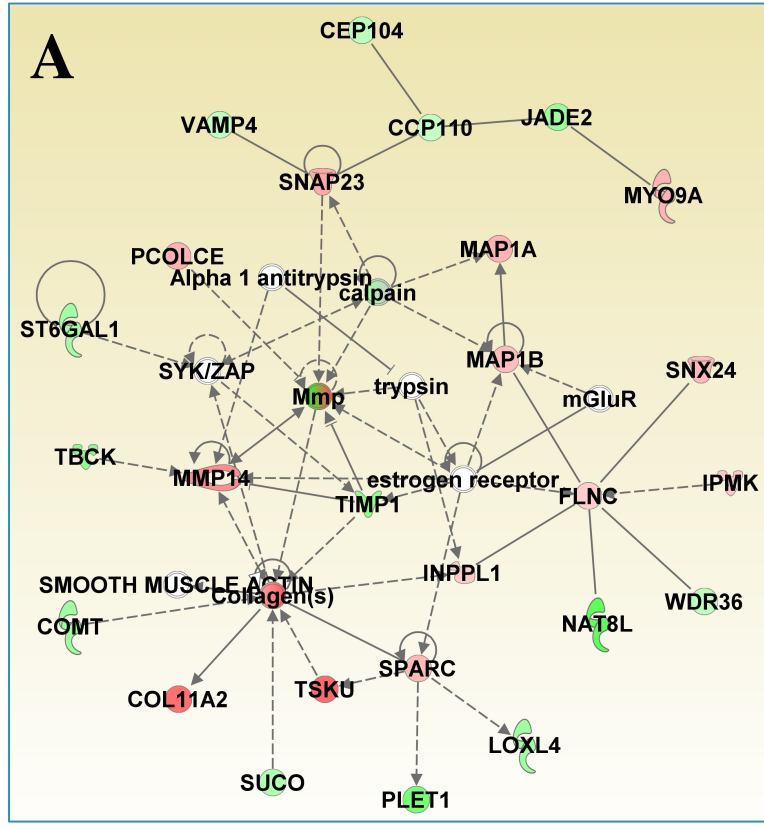 A
CEP104
VAMP4
CCP110
JADE2
SNAP23
MYO9A
PCOLCE
MAP1A
Alpha 1 antitrypsin
calpain
ST6GAL1
SYK/ZAP
MAP1B
SNX24
Mmp
trypsin
mGluR
TBCK
MMP14
estrogen receptor
TIMP1
FLNC
IPMK
SMOOTH MUSCLE ACTIN
INPPL1
Collagen(s)
COMT
NAT8L
WDR36
SPARC
COL11A2
TSKU
LOXL4
SUCO
PLET1